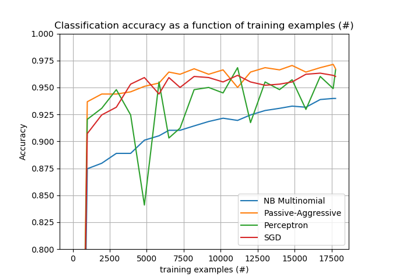 Classification accuracy as a function of training examples (#)
1.000
0.975
0.950
0.925
0.900
0.875
0.850
0.825
0.800
Accuracy
NB Multinomial
Passive-Aggressive
Perceptron
SGD
0 2500 5000 7500 10000 12500 15000 17500
training examples (#)